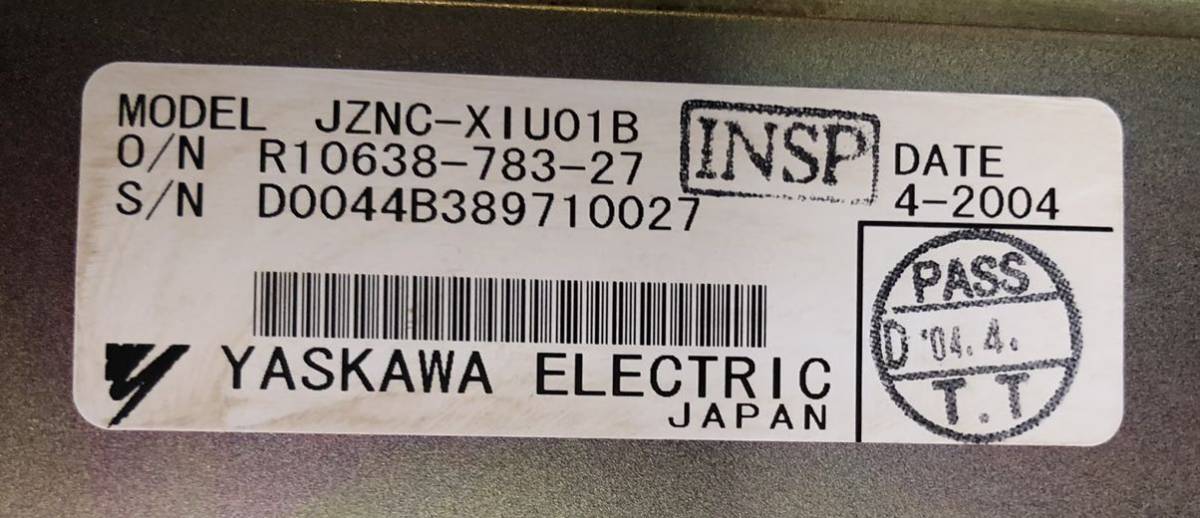 MODEL JZNC-XIU01B
O/N R10638-783-27
S/N D0044B389710027
INSP
DATE
4-2004
PASS
D '04.4.
T.T
YASKAWA ELECTRIC
JAPAN